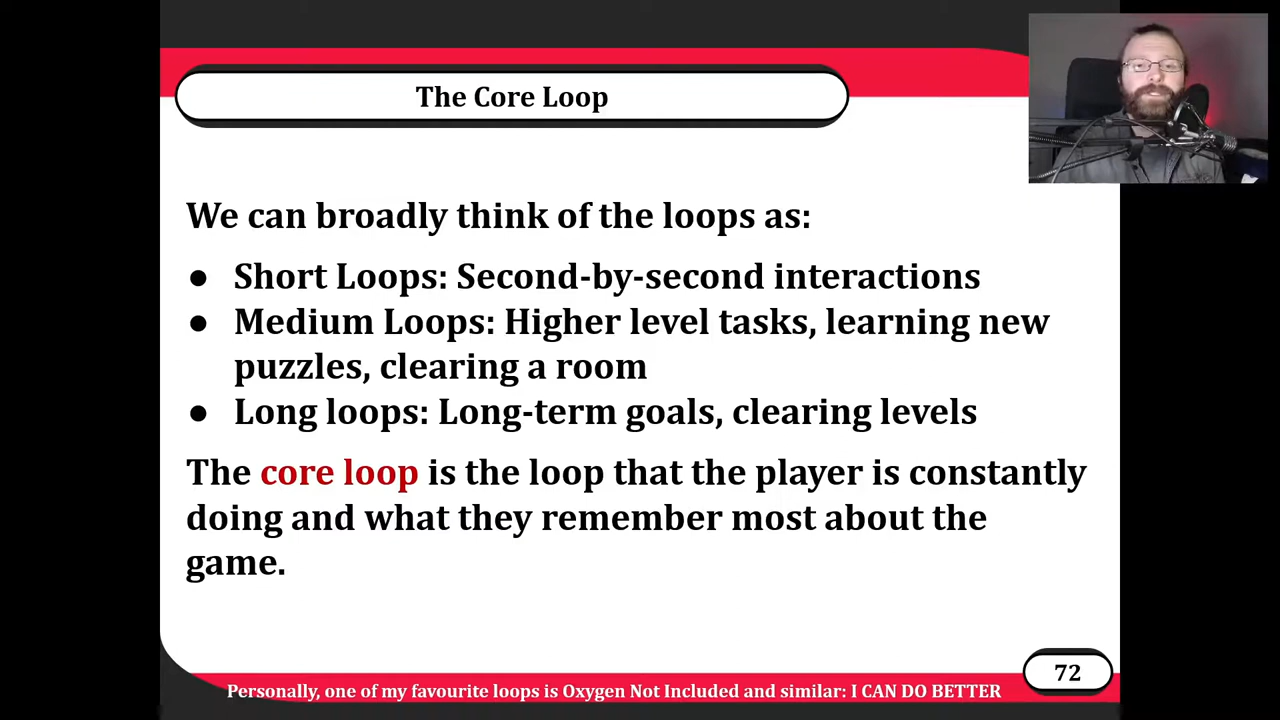 The Core Loop
We can broadly think of the loops as:
● Short Loops: Second-by-second interactions
● Medium Loops: Higher level tasks, learning new
puzzles, clearing a room
● Long loops: Long-term goals, clearing levels
The core loop is the loop that the player is constantly
doing and what they remember most about the
game.
72
Personally, one of my favourite loops is Oxygen Not Included and similar: I CAN DO BETTER